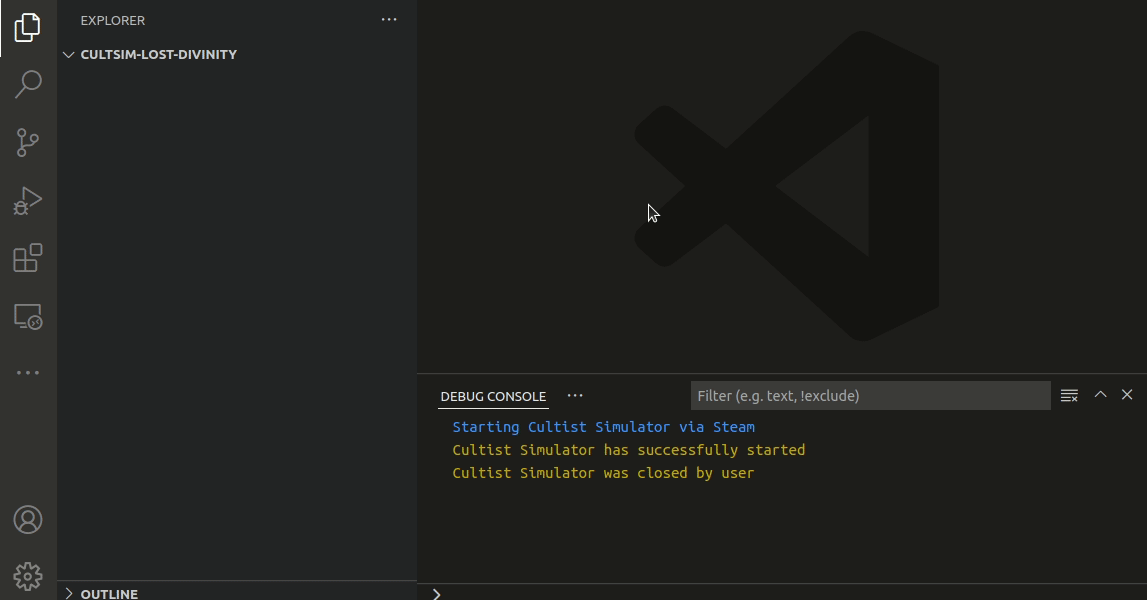 EXPLORER
CULTSIM-LOST-DIVINITY
OUTLINE
DEBUG CONSOLE
Filter (e.g. text, !exclude)
Starting Cultist Simulator via Steam
Cultist Simulator has successfully started
Cultist Simulator was closed by user